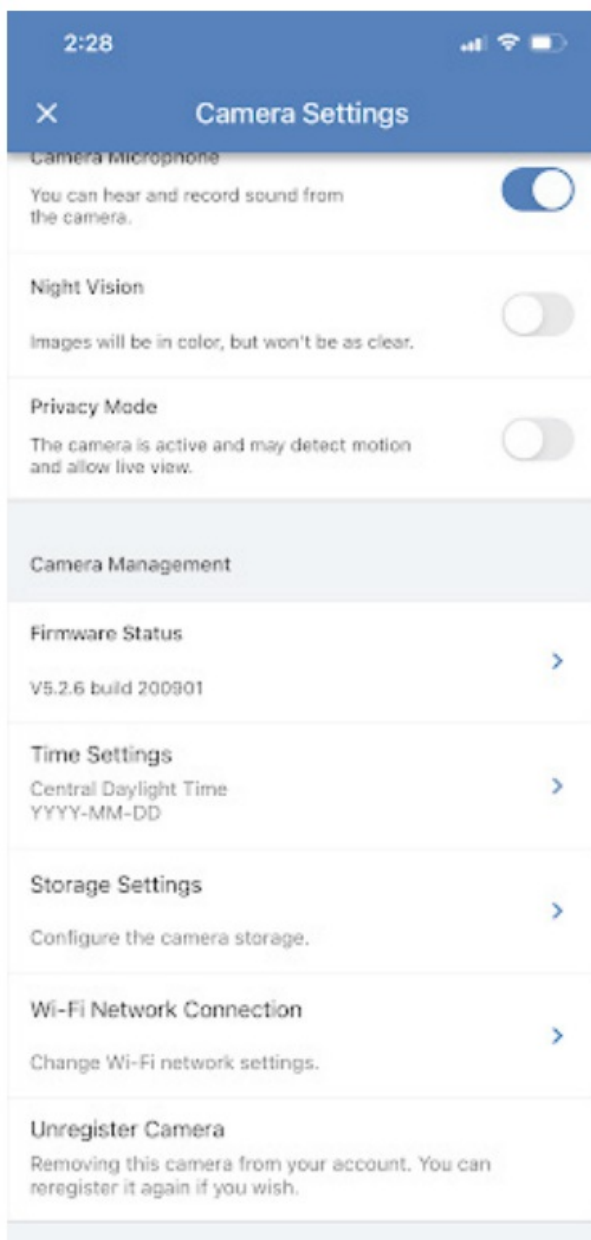 2:28
Camera Settings
Camera Microphone
You can hear and record sound from
the camera.
Night Vision
Images will be in color, but won't be as clear.
Privacy Mode
The camera is active and may detect motion
and allow live view.
Camera Management
Firmware Status
V5.2.6 build 200901
Time Settings
Central Daylight Time
YYYY-MM-DD
Storage Settings
Configure the camera storage.
Wi-Fi Network Connection
Change Wi-Fi network settings.
Unregister Camera
Removing this camera from your account. You can
reregister it again if you wish.